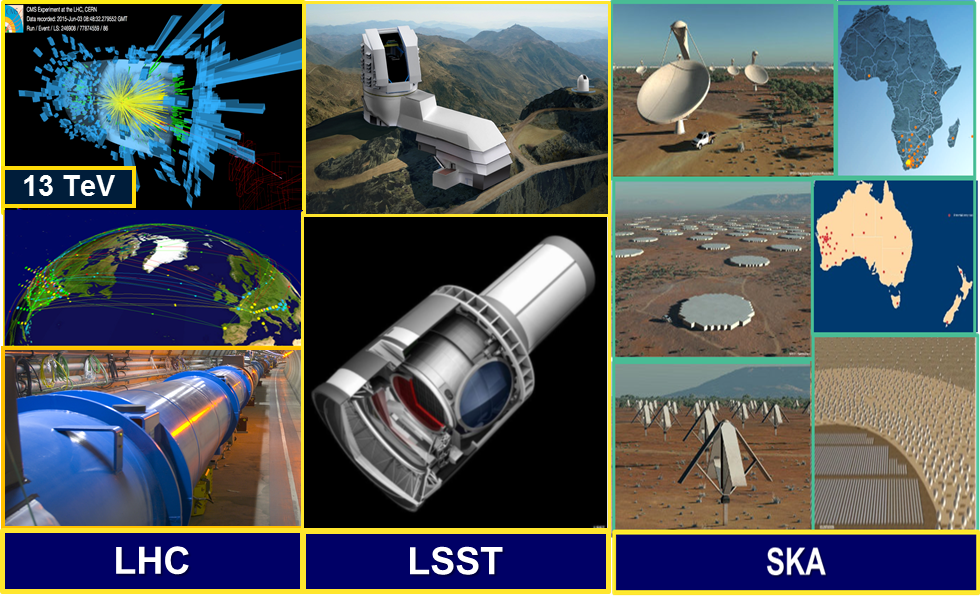 CMS Experiment at the LHC, CERN
Data recorded: 2015-Jun-03 08:48:32.279552 GMT
Run / Event / LS: 246908 / 77874559 / 86
13 TeV
LHC
LSST
SKA